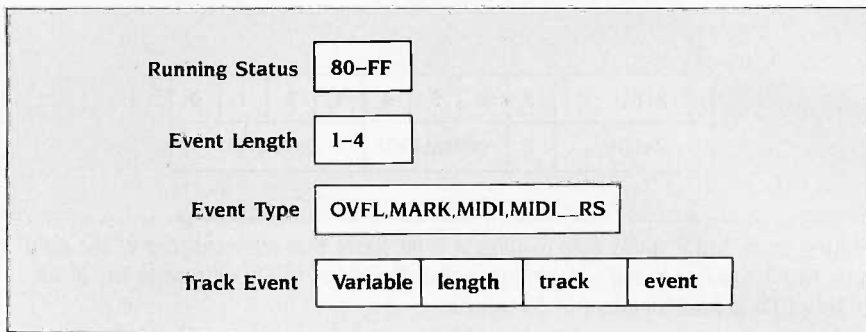 Running Status 80–FF
Event Length 1–4
Event Type OVFL,MARK,MIDI,MIDI__RS
Track Event Variable length track event